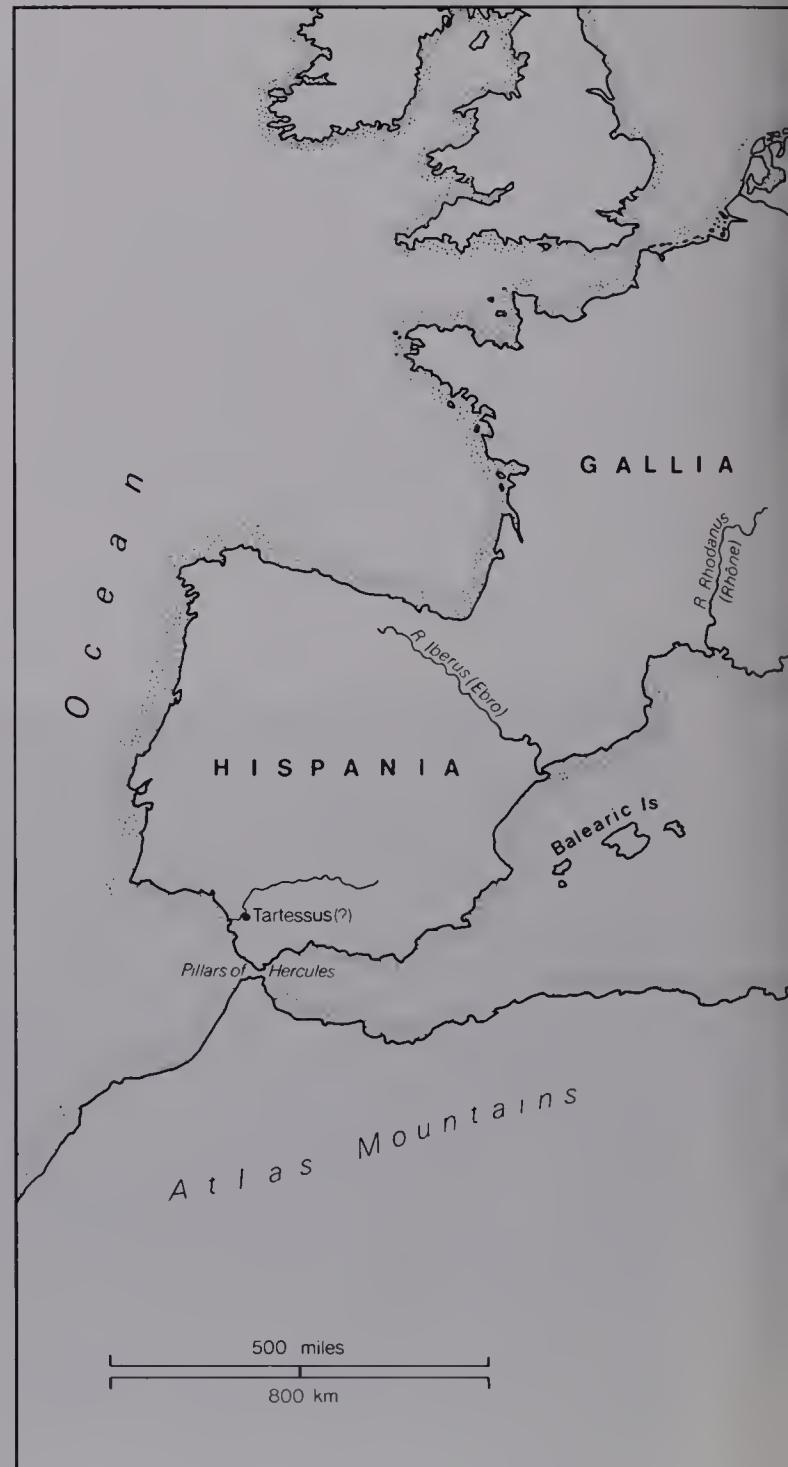 GALLIA
Ocean
R Rhodanus
(Rhône)
R Iberus (Ebro)
HISPANIA
Balearic Is
Tartessus(?)
Pillars of Hercules
Atlas Mountains
500 miles
800 km